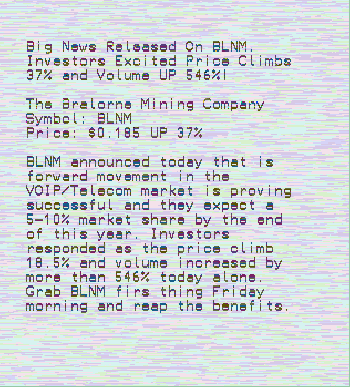 Big News Released On BLNM.
Investors Excited Price Climbs
37% and Volume UP 546%!
The Bralorne Mining Company
Symbol: BLNM
Price: $0.185 UP 37%
BLNM announced today that is
forward movement in the
VOIP/Telecom market is proving
successful and they expect a
5-10% market share by the end
of this year. Investors
responded as the price climb
18.5% and volume increased by
more than 546% today alone.
Grab BLNM firs thing Friday
morning and reap the benefits.